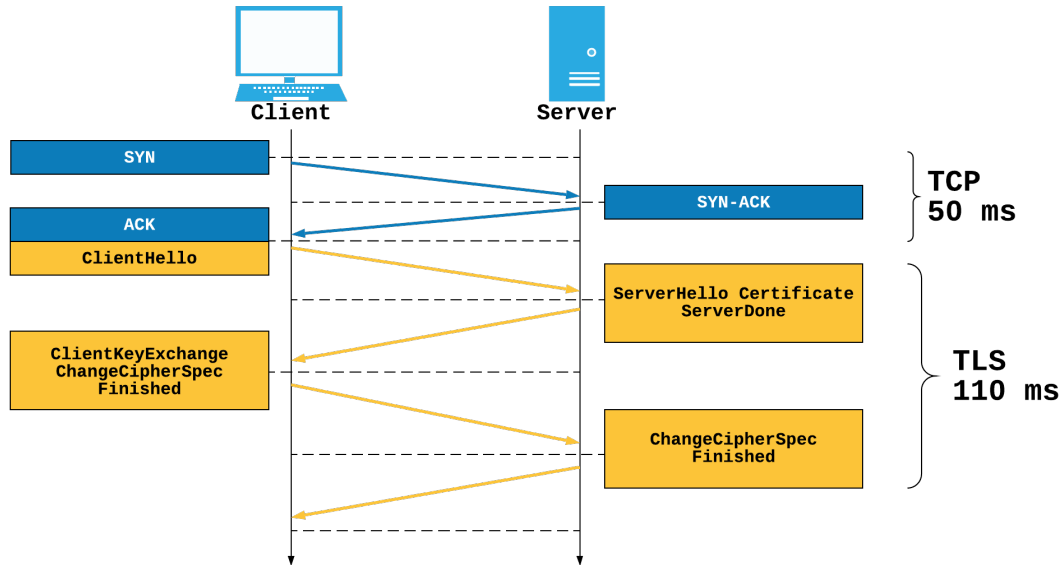 Client
Server
SYN
SYN-ACK
TCP
50 ms
ACK
ClientHello
ServerHello Certificate
ServerDone
ClientKeyExchange
ChangeCipherSpec
Finished
TLS
110 ms
ChangeCipherSpec
Finished